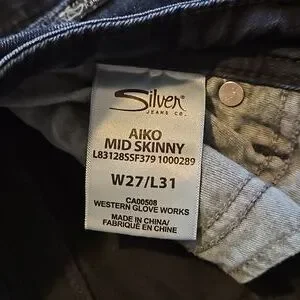 Silver
JEANS CO.
AIKO
MID SKINNY
L83128SSF379 1000289
W27/L31
CA00508
WESTERN GLOVE WORKS
MADE IN CHINA/
FABRIQUÉ EN CHINE